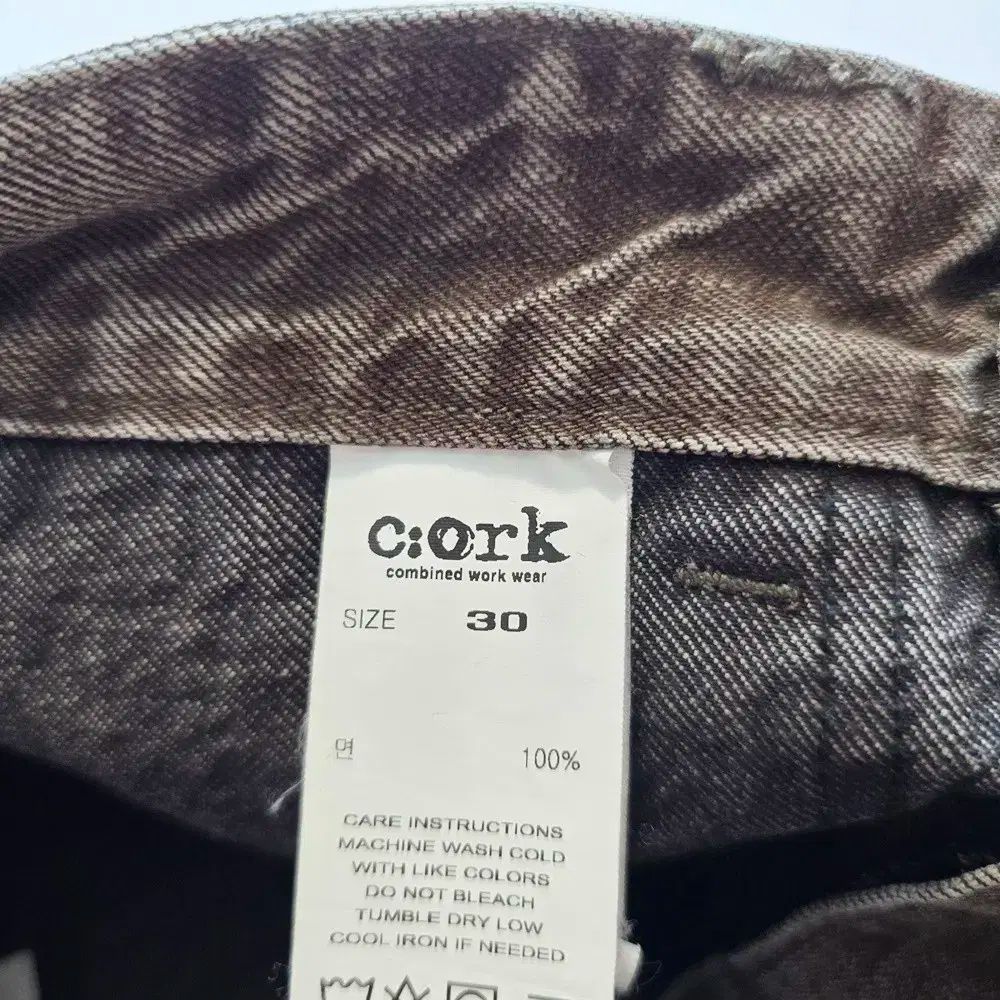 c:ork
combined work wear
SIZE 30
면 100%
CARE INSTRUCTIONS
MACHINE WASH COLD
WITH LIKE COLORS
DO NOT BLEACH
TUMBLE DRY LOW
COOL IRON IF NEEDED